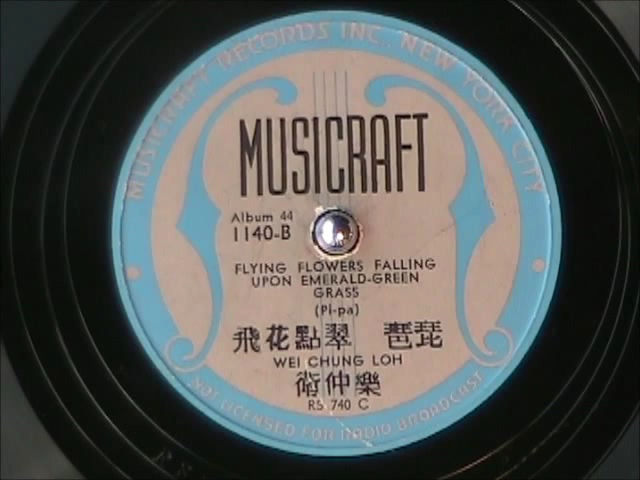 MUSICRAFT RECORDS INC. NEW YORK CITY
MUSICRAFT
Album 44
1140-B
FLYING FLOWERS FALLING
UPON EMERALD-GREEN
GRASS
(Pi-pa)
飛花點翠 琶琵
WEI CHUNG LOH
衛仲樂
RS 740 C
NOT LICENSED FOR RADIO BROADCAST